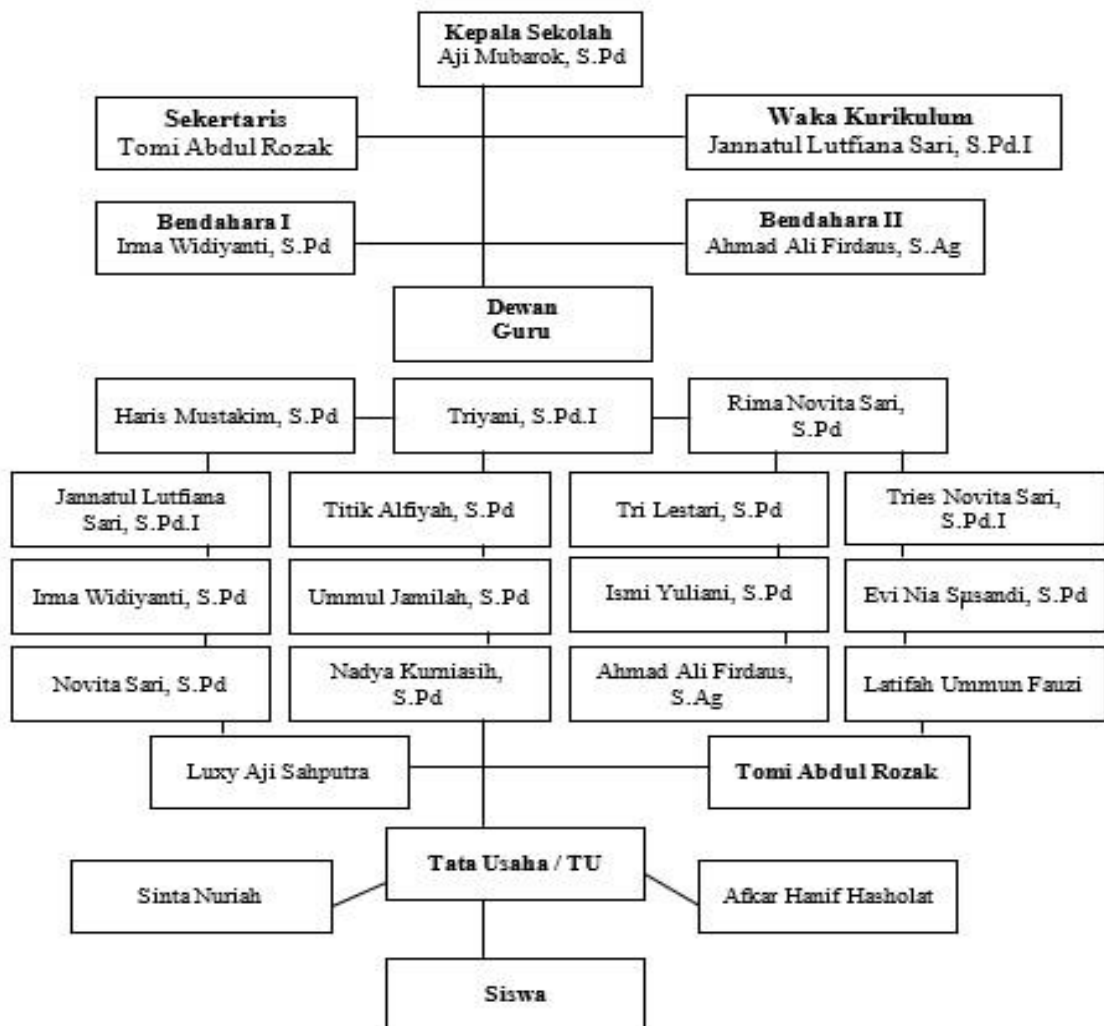 Kepala Sekolah
Aji Mubarok, S.Pd
Sekertaris
Tomi Abdul Rozak
Waka Kurikulum
Jannatul Lutfiana Sari, S.Pd.I
Bendahara I
Irma Widiyanti, S.Pd
Bendahara II
Ahmad Ali Firdaus, S.Ag
Dewan
Guru
Haris Mustakim, S.Pd
Triyani, S.Pd.I
Rima Novita Sari,
S.Pd
Jannatul Lutfiana
Sari, S.Pd.I
Titik Alfiyah, S.Pd
Tri Lestari, S.Pd
Tries Novita Sari,
S.Pd.I
Irma Widiyanti, S.Pd
Ummul Jamilah, S.Pd
Ismi Yuliani, S.Pd
Evi Nia Susandi, S.Pd
Novita Sari, S.Pd
Nadya Kurniasih,
S.Pd
Ahmad Ali Firdaus,
S.Ag
Latifah Ummun Fauzi
Luxy Aji Sahputra
Tomi Abdul Rozak
Tata Usaha / TU
Sinta Nuriah
Afkar Hanif Hasholat
Siswa